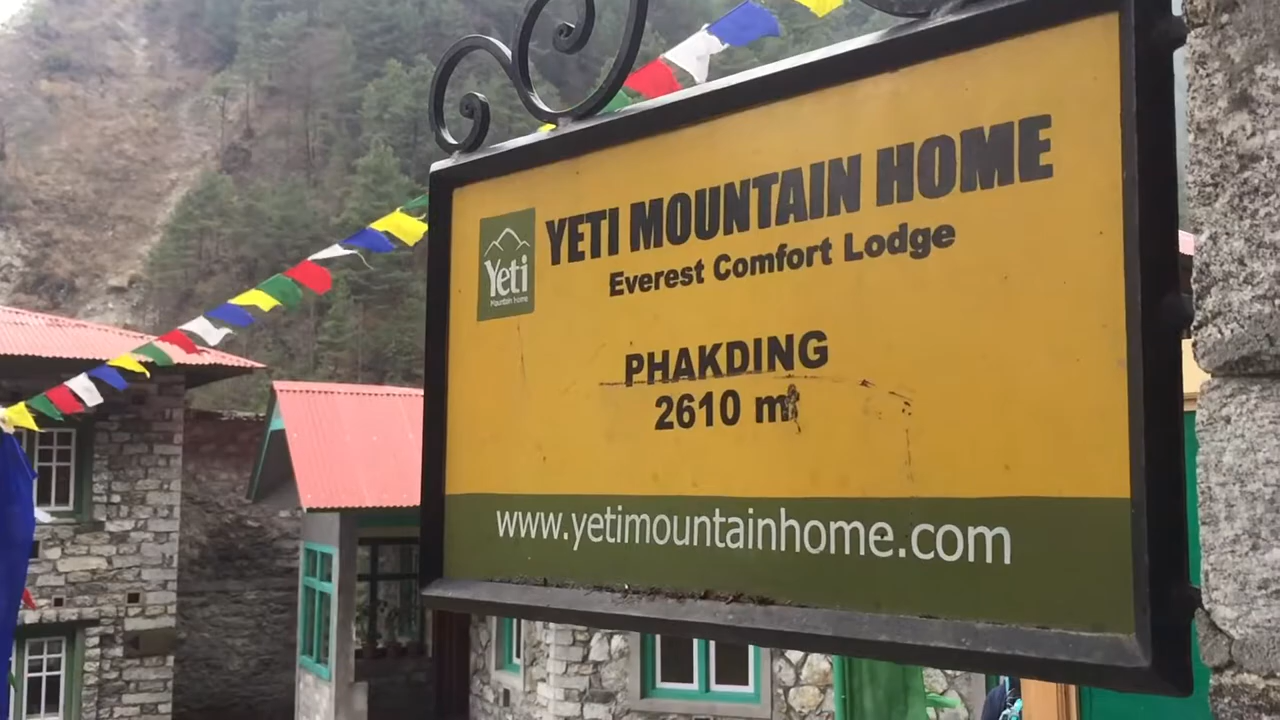 YETI MOUNTAIN HOME
Everest Comfort Lodge
Yeti
Mountain home
PHAKDING
2610 m
www.yetimountainhome.com